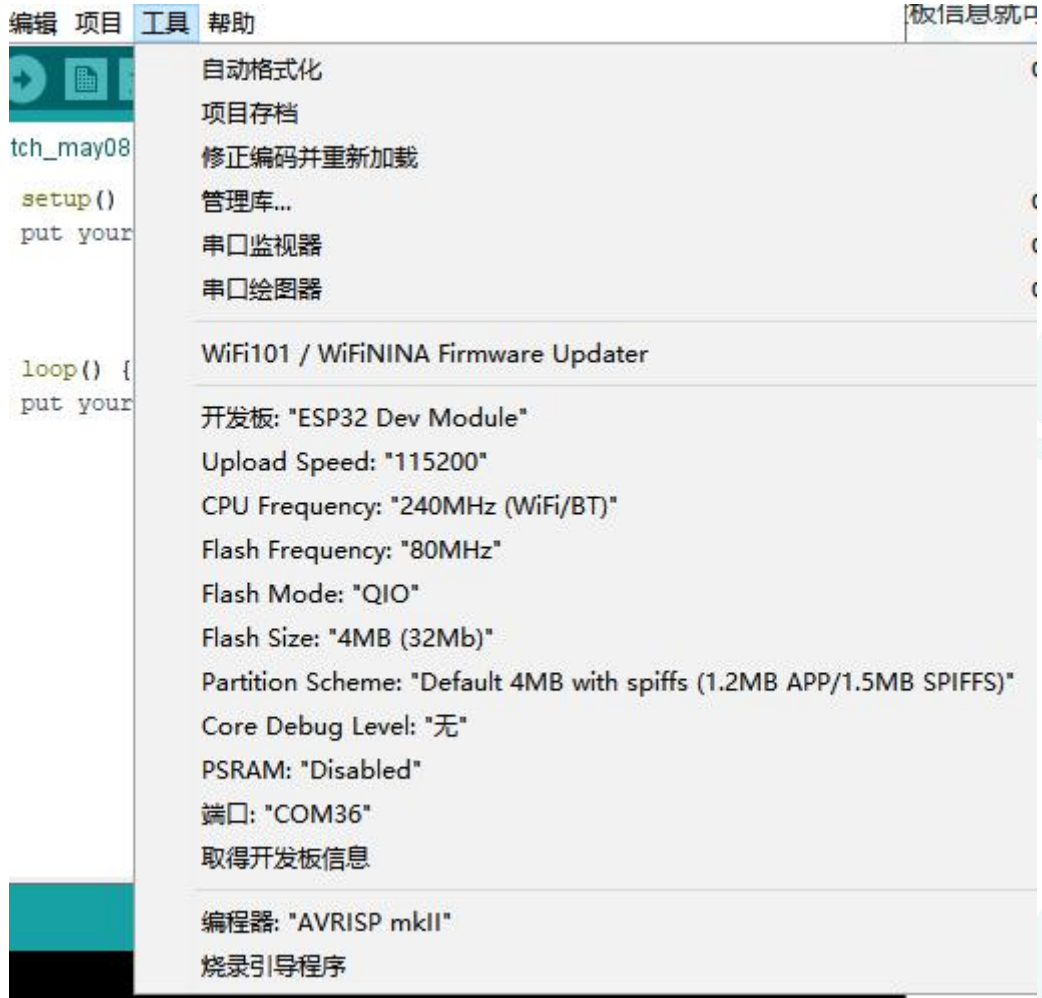 编辑 项目 工具 帮助
板信息就可
自动格式化
项目存档
tch_may08
修正编码并重新加载
setup()
管理库...
put your
串口监视器
串口绘图器
WiFi101 / WiFiNINA Firmware Updater
loop() {
put your
开发板: "ESP32 Dev Module"
Upload Speed: "115200"
CPU Frequency: "240MHz (WiFi/BT)"
Flash Frequency: "80MHz"
Flash Mode: "QIO"
Flash Size: "4MB (32Mb)"
Partition Scheme: "Default 4MB with spiffs (1.2MB APP/1.5MB SPIFFS)"
Core Debug Level: "无"
PSRAM: "Disabled"
端口: "COM36"
取得开发板信息
编程器: "AVRISP mkII"
烧录引导程序